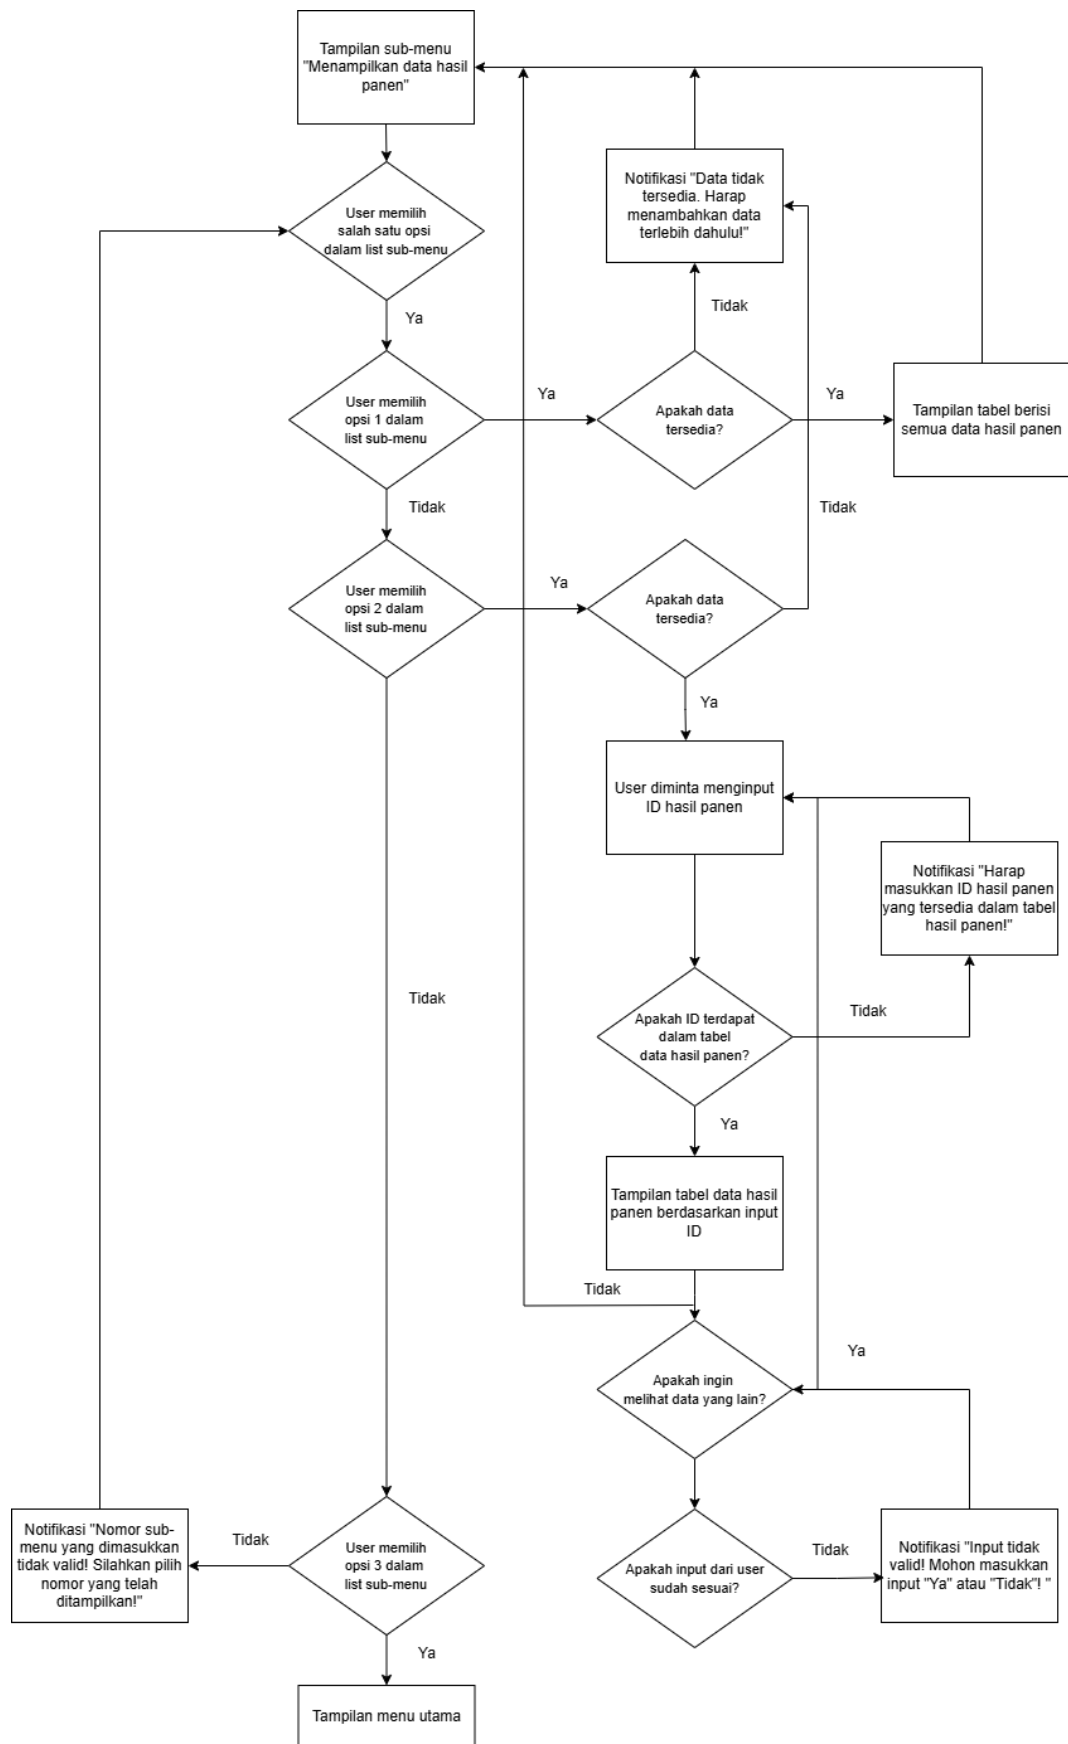 Tampilan sub-menu
"Menampilkan data hasil
panen"
Notifikasi "Data tidak
tersedia. Harap
menambahkan data
terlebih dahulu!"
User memilih
salah satu opsi
dalam list sub-menu
Tidak
Ya
User memilih
opsi 1 dalam
list sub-menu
Ya
Apakah data
tersedia?
Ya
Tampilan tabel berisi
semua data hasil panen
Tidak
Tidak
User memilih
opsi 2 dalam
list sub-menu
Ya
Apakah data
tersedia?
Ya
User diminta menginput
ID hasil panen
Notifikasi "Harap
masukkan ID hasil panen
yang tersedia dalam tabel
hasil panen!"
Tidak
Apakah ID terdapat
dalam tabel
data hasil panen?
Tidak
Ya
Tampilan tabel data hasil
panen berdasarkan input
ID
Tidak
Apakah ingin
melihat data yang lain?
Ya
Notifikasi "Nomor sub-
menu yang dimasukkan
tidak valid! Silahkan pilih
nomor yang telah
ditampilkan!"
Tidak
User memilih
opsi 3 dalam
list sub-menu
Apakah input dari user
sudah sesuai?
Tidak
Notifikasi "Input tidak
valid! Mohon masukkan
input "Ya" atau "Tidak"! "
Ya
Tampilan menu utama